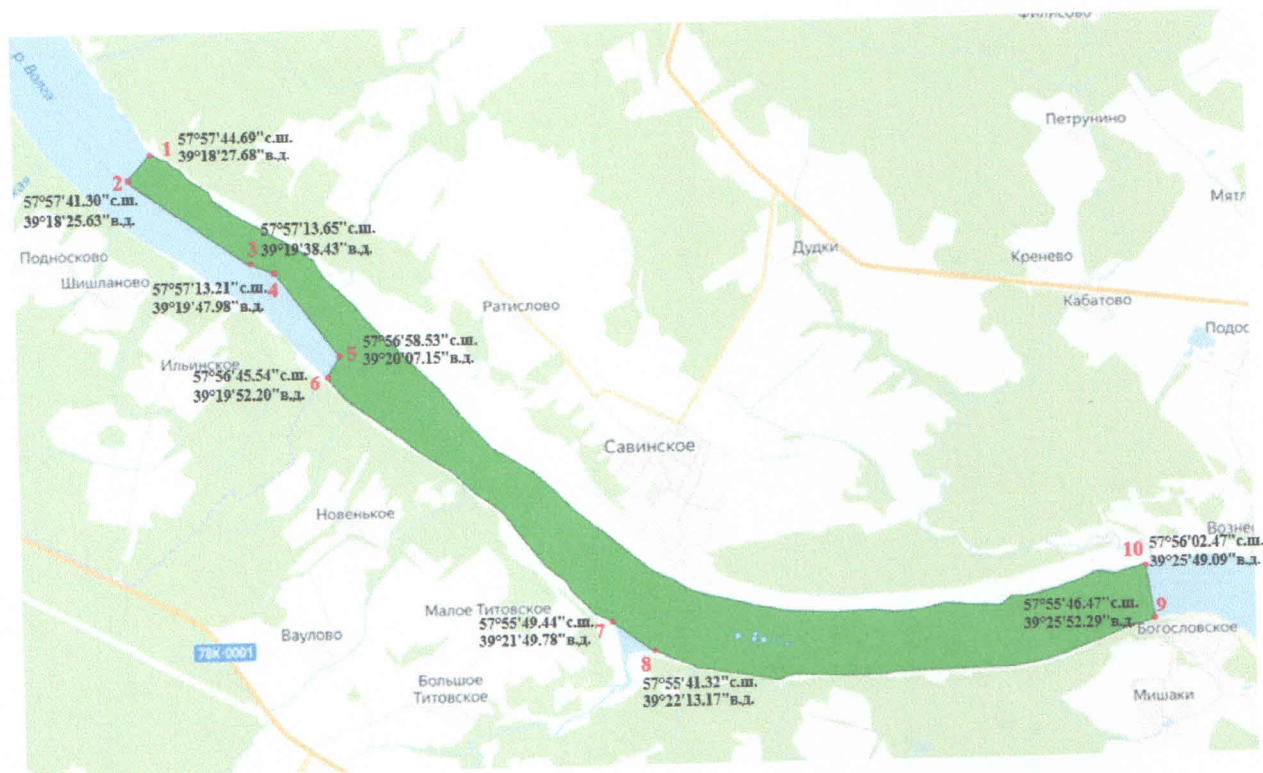 р. Волга
1
57°57'44.69"с.ш.
39°18'27.68"в.д.
Петрунино
2
57°57'41.30"с.ш.
39°18'25.63"в.д.
57°57'13.65"с.ш.
39°19'38.43"в.д.
3
4
Подносково
Шишланово
57°57'13.21"с.ш.
39°19'47.98"в.д.
Дудки
Кренево
Кабатово
Ратислово
5
57°56'58.53"с.ш.
39°20'07.15"в.д.
Ильинское
6
57°56'45.54"с.ш.
39°19'52.20"в.д.
Савинское
Новенькое
10
57°56'02.47"с.ш.
39°25'49.09"в.д.
Малое Титовское
57°55'49.44"с.ш.
39°21'49.78"в.д.
7
57°55'46.47"с.ш.
39°25'52.29"в.д.
9
Богословское
Ваулово
78К-0001
8
57°55'41.32"с.ш.
39°22'13.17"в.д.
Большое
Титовское
Мишаки